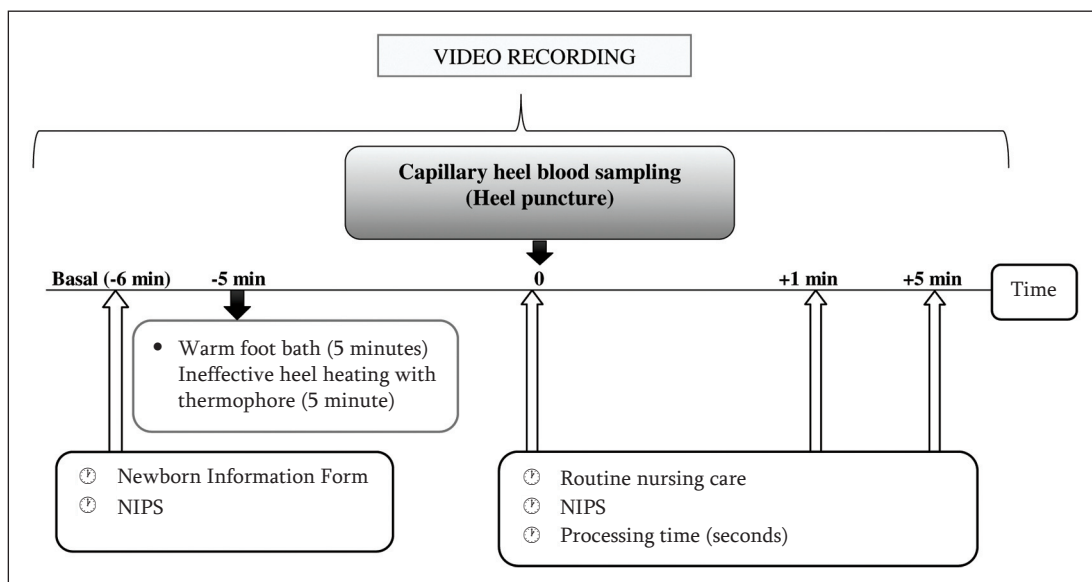 VIDEO RECORDING
Capillary heel blood sampling
(Heel puncture)
Basal (-6 min) -5 min 0 +1 min +5 min Time
• Warm foot bath (5 minutes)
Ineffective heel heating with
thermophore (5 minute)
Newborn Information Form
NIPS
Routine nursing care
NIPS
Processing time (seconds)